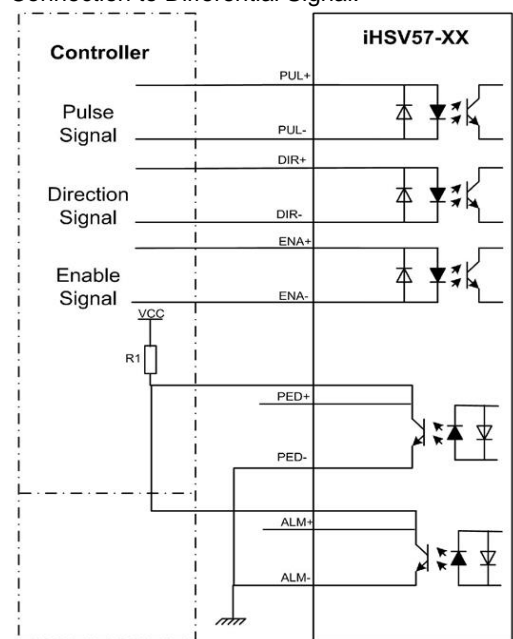 Connection to Differential Signal:
Controller
iHSV57-XX
PUL+
Pulse
Signal
PUL-
DIR+
Direction
Signal
DIR-
ENA+
Enable
Signal
ENA-
VCC
R1
PED+
PED-
ALM+
ALM-